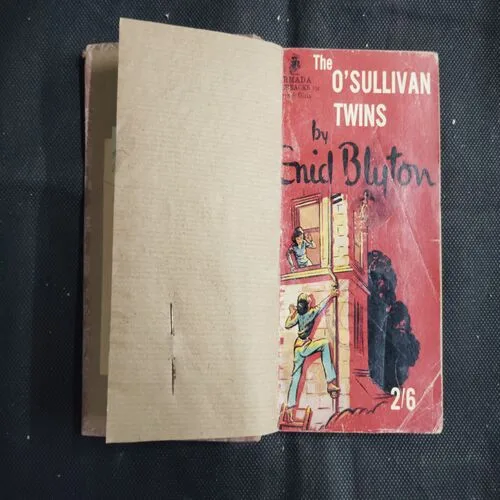 The
O'SULLIVAN
TWINS
by
Enid Blyton
2/6